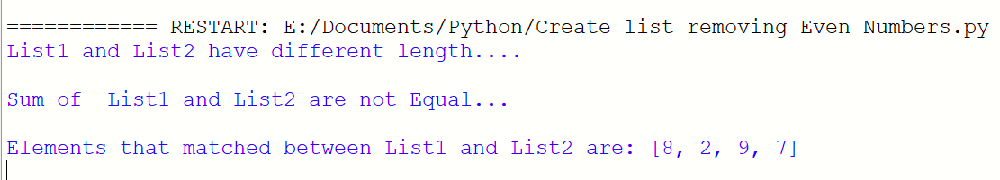 ============ RESTART: E:/Documents/Python/Create list removing Even Numbers.py
List1 and List2 have different length....
Sum of  List1 and List2 are not Equal...
Elements that matched between List1 and List2 are: [8, 2, 9, 7]